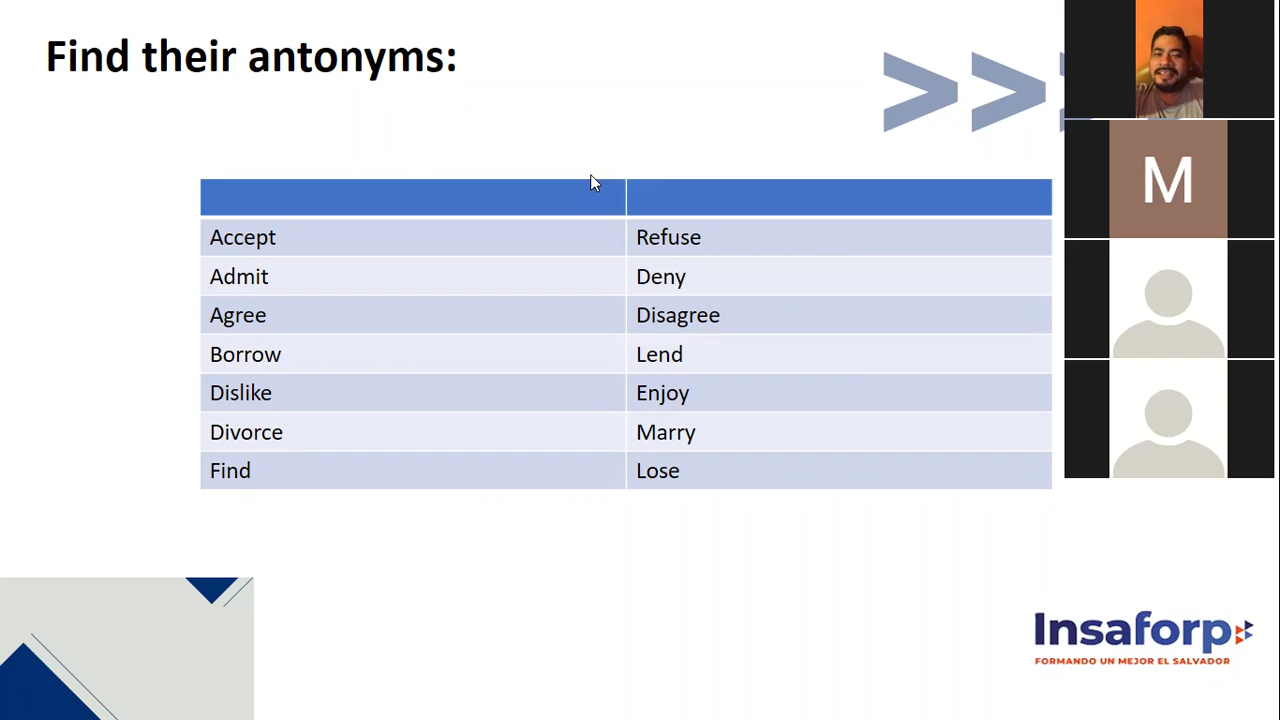 Find their antonyms:
>>
Accept Refuse
Admit Deny
Agree Disagree
Borrow Lend
Dislike Enjoy
Divorce Marry
Find Lose
M
Insaforp
FORMANDO UN MEJOR EL SALVADOR